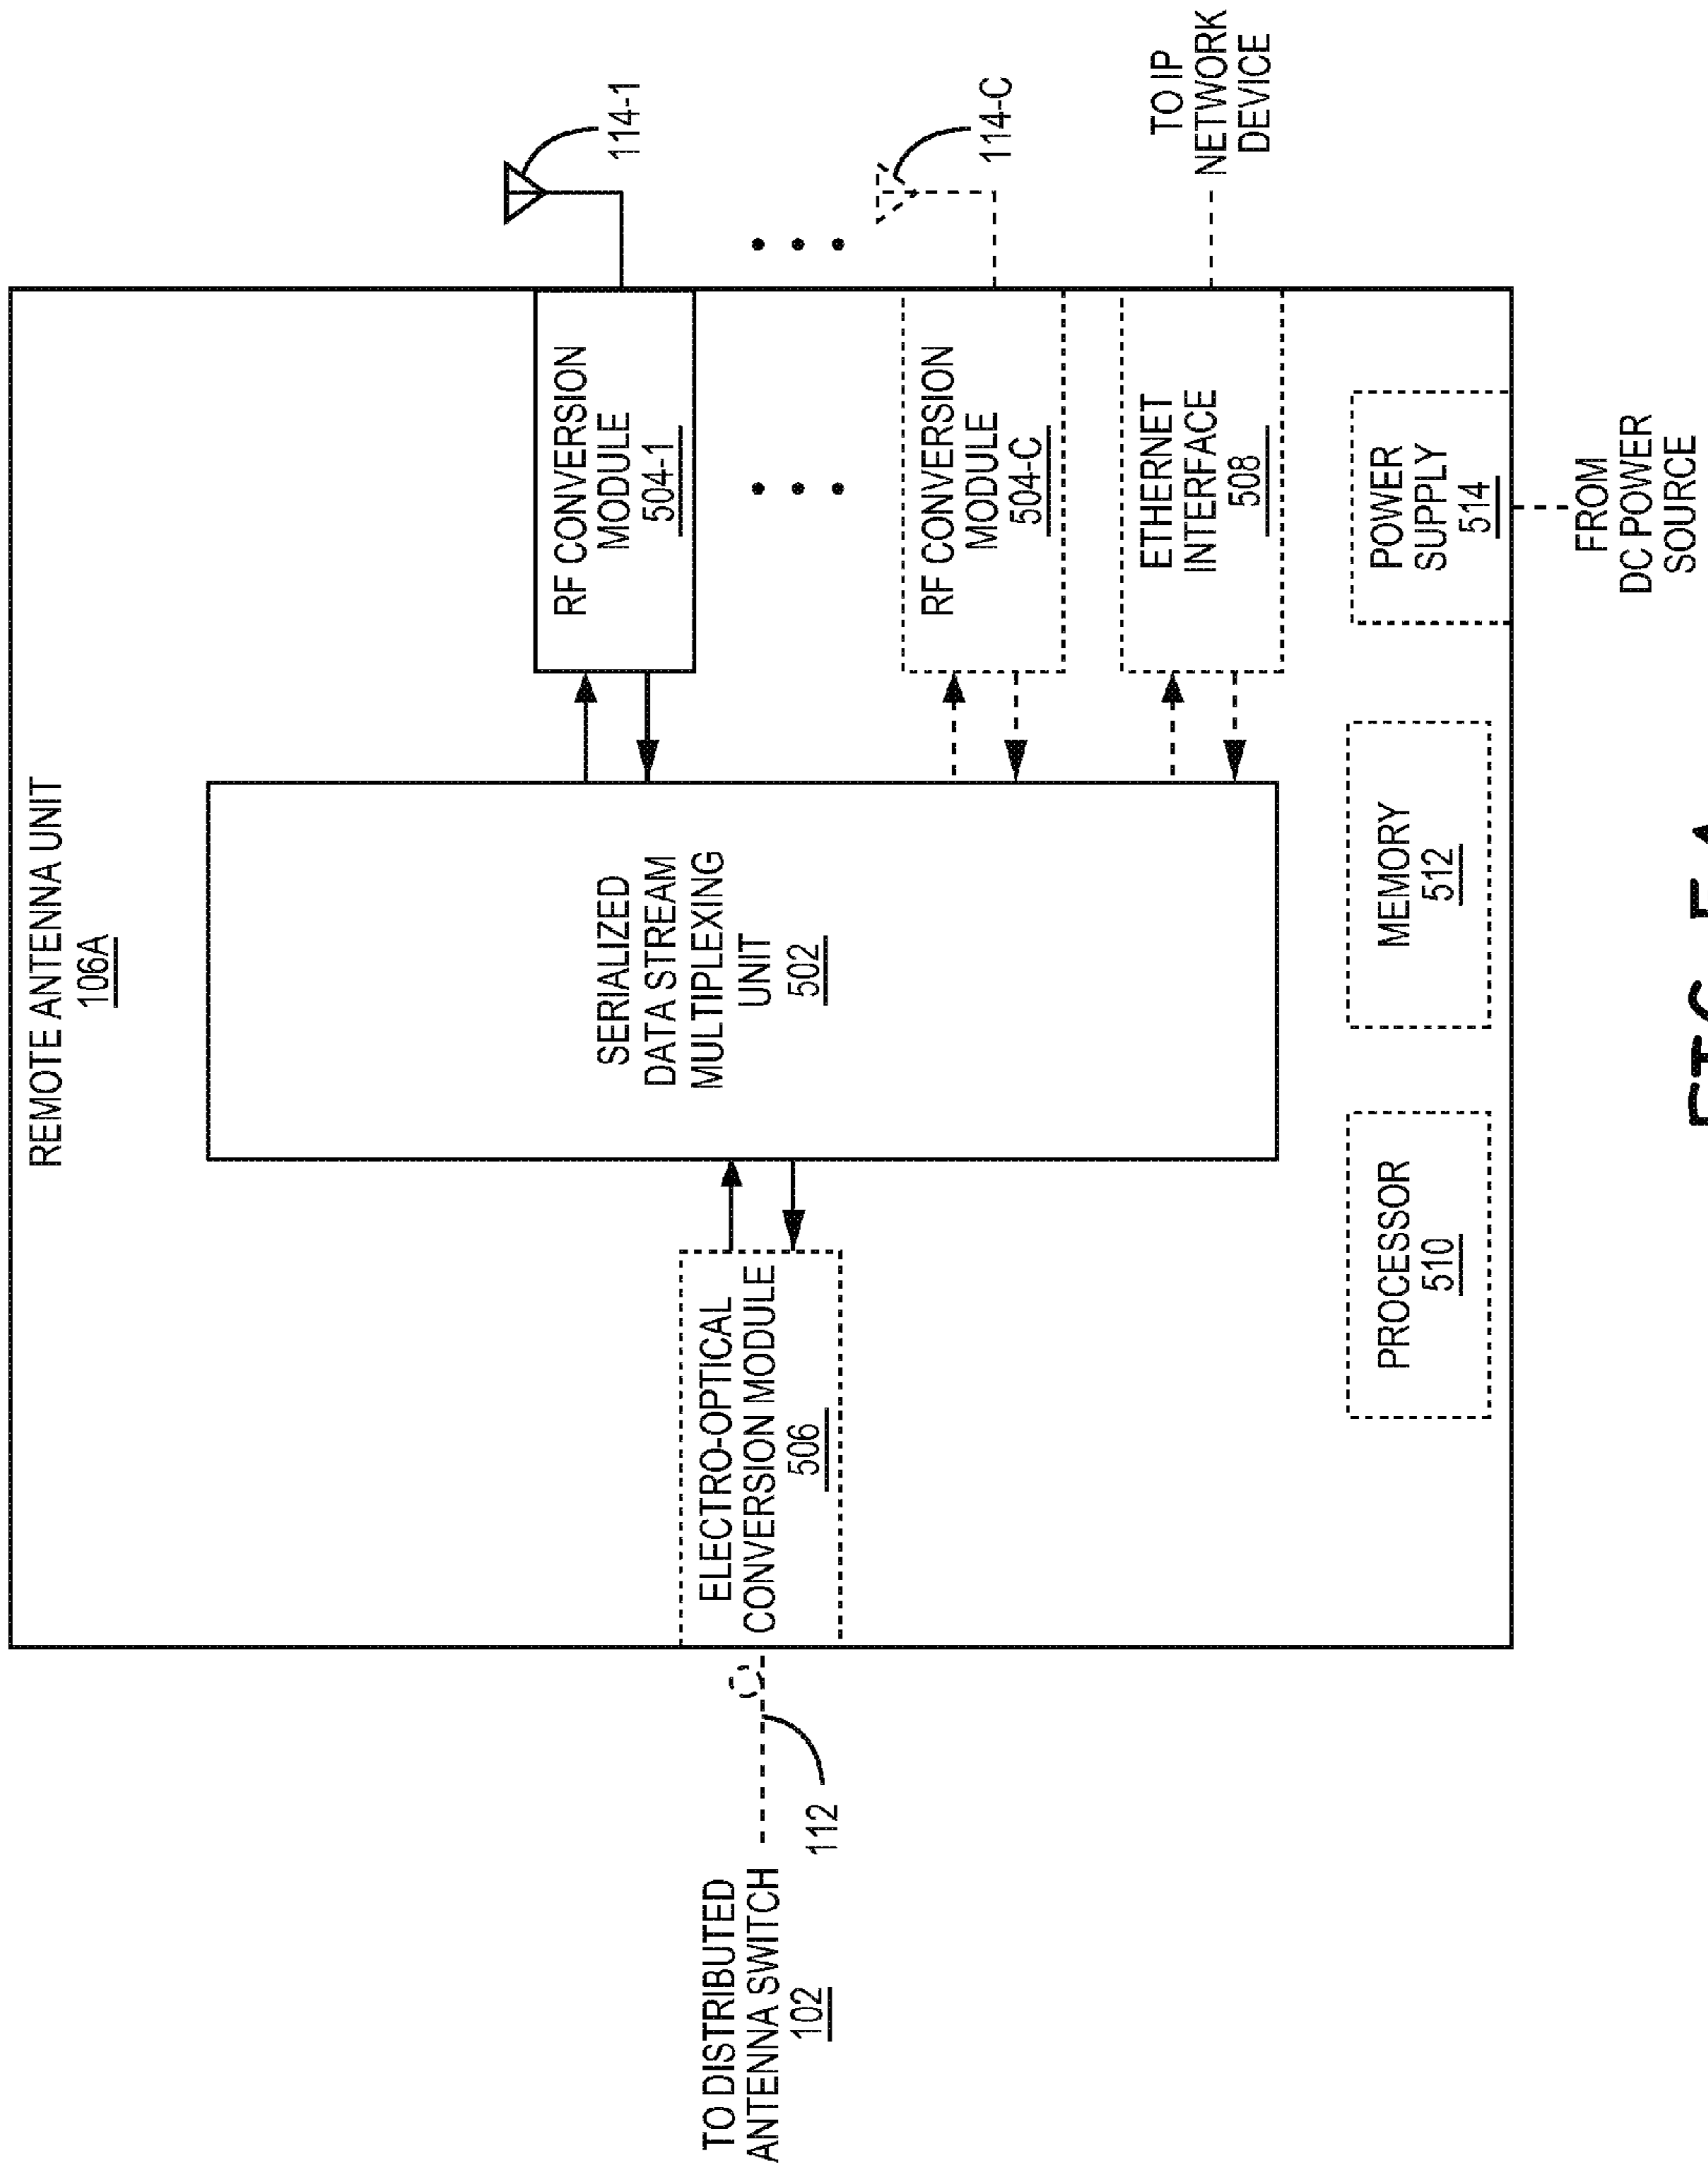 REMOTE ANTENNA UNIT
106A
TO DISTRIBUTED
ANTENNA SWITCH
102
112
ELECTRO-OPTICAL
CONVERSION MODULE
506
SERIALIZED
DATA STREAM
MULTIPLEXING
UNIT
502
RF CONVERSION
MODULE
504-1
114-1
RF CONVERSION
MODULE
504-C
114-C
ETHERNET
INTERFACE
508
TO IP
NETWORK
DEVICE
PROCESSOR
510
MEMORY
512
POWER
SUPPLY
514
FROM
DC POWER
SOURCE